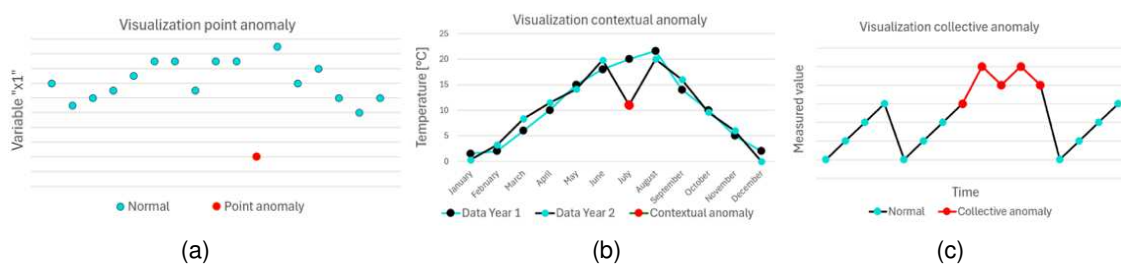 Visualization point anomaly
Variable "x1"
Normal
Point anomaly
(a)
Visualization contextual anomaly
Temperature [°C]
25
20
15
10
5
0
January
February
March
April
May
June
July
August
September
October
November
December
Data Year 1
Data Year 2
Contextual anomaly
(b)
Visualization collective anomaly
Measured value
Time
Normal
Collective anomaly
(c)